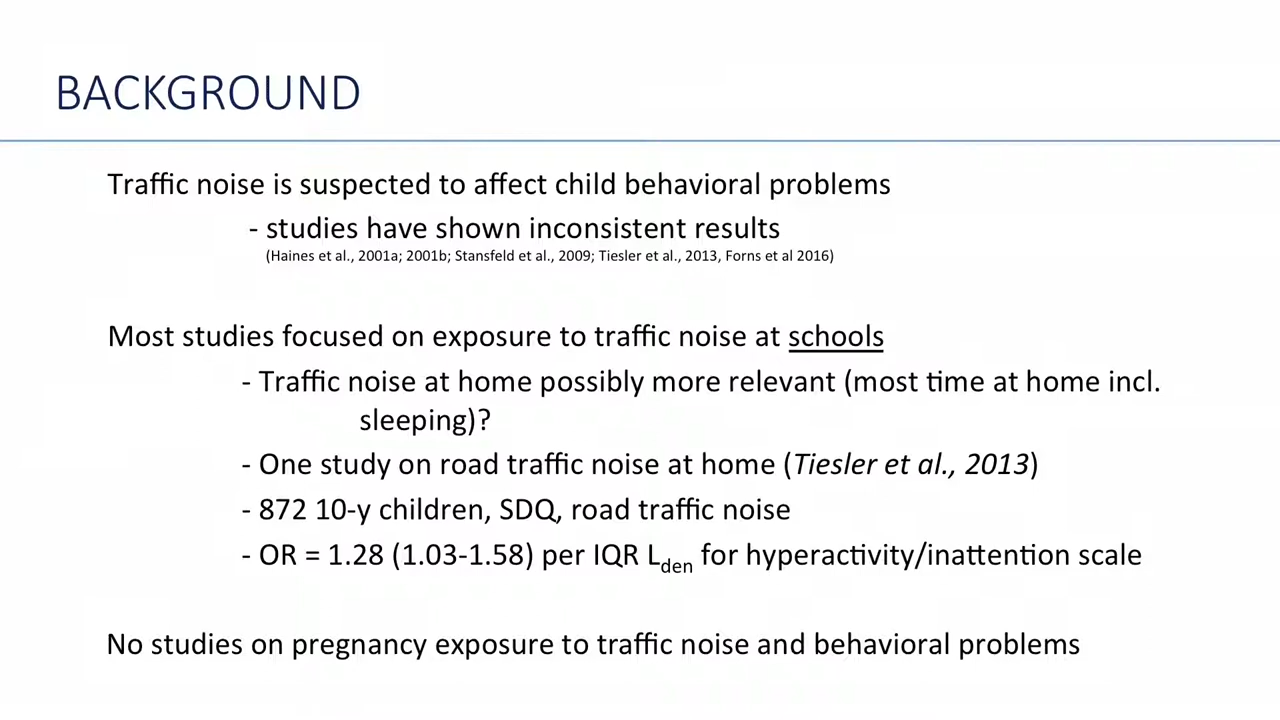 BACKGROUND
Traffic noise is suspected to affect child behavioral problems
- studies have shown inconsistent results
(Haines et al., 2001a; 2001b; Stansfeld et al., 2009; Tiesler et al., 2013, Forns et al 2016)
Most studies focused on exposure to traffic noise at schools
- Traffic noise at home possibly more relevant (most time at home incl.
sleeping)?
- One study on road traffic noise at home (Tiesler et al., 2013)
- 872 10-y children, SDQ, road traffic noise
- OR = 1.28 (1.03-1.58) per IQR Lden for hyperactivity/inattention scale
No studies on pregnancy exposure to traffic noise and behavioral problems